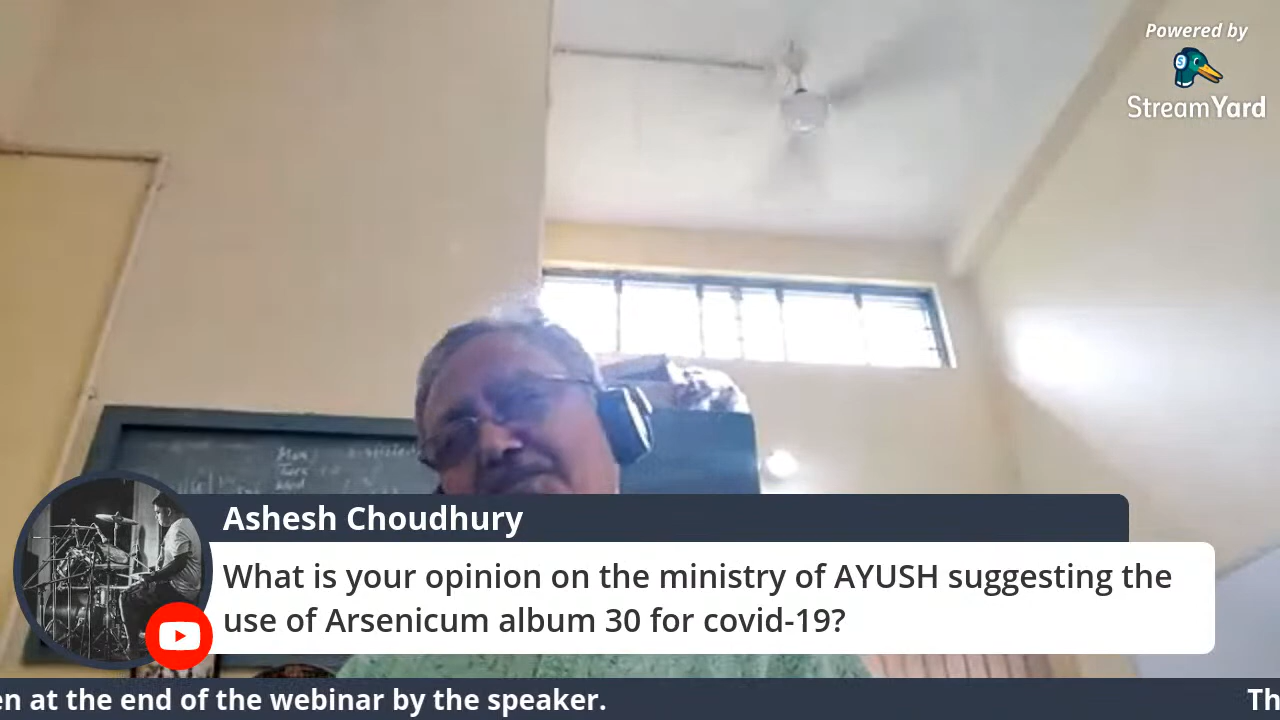 Powered by
StreamYard
Ashesh Choudhury
What is your opinion on the ministry of AYUSH suggesting the
use of Arsenicum album 30 for covid-19?
en at the end of the webinar by the speaker.
Th